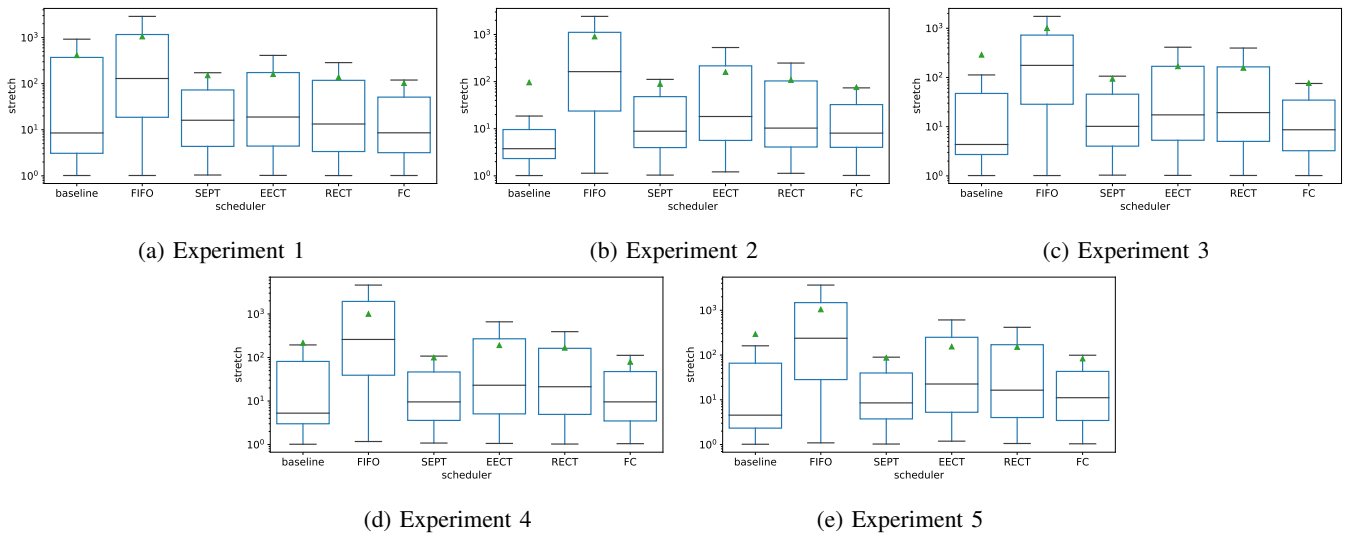 stretch
10³
10²
10¹
10⁰
baseline FIFO SEPT EECT RECT FC
scheduler
(a) Experiment 1
stretch
10³
10²
10¹
10⁰
baseline FIFO SEPT EECT RECT FC
scheduler
(b) Experiment 2
stretch
10³
10²
10¹
10⁰
baseline FIFO SEPT EECT RECT FC
scheduler
(c) Experiment 3
stretch
10³
10²
10¹
10⁰
baseline FIFO SEPT EECT RECT FC
scheduler
(d) Experiment 4
stretch
10³
10²
10¹
10⁰
baseline FIFO SEPT EECT RECT FC
scheduler
(e) Experiment 5